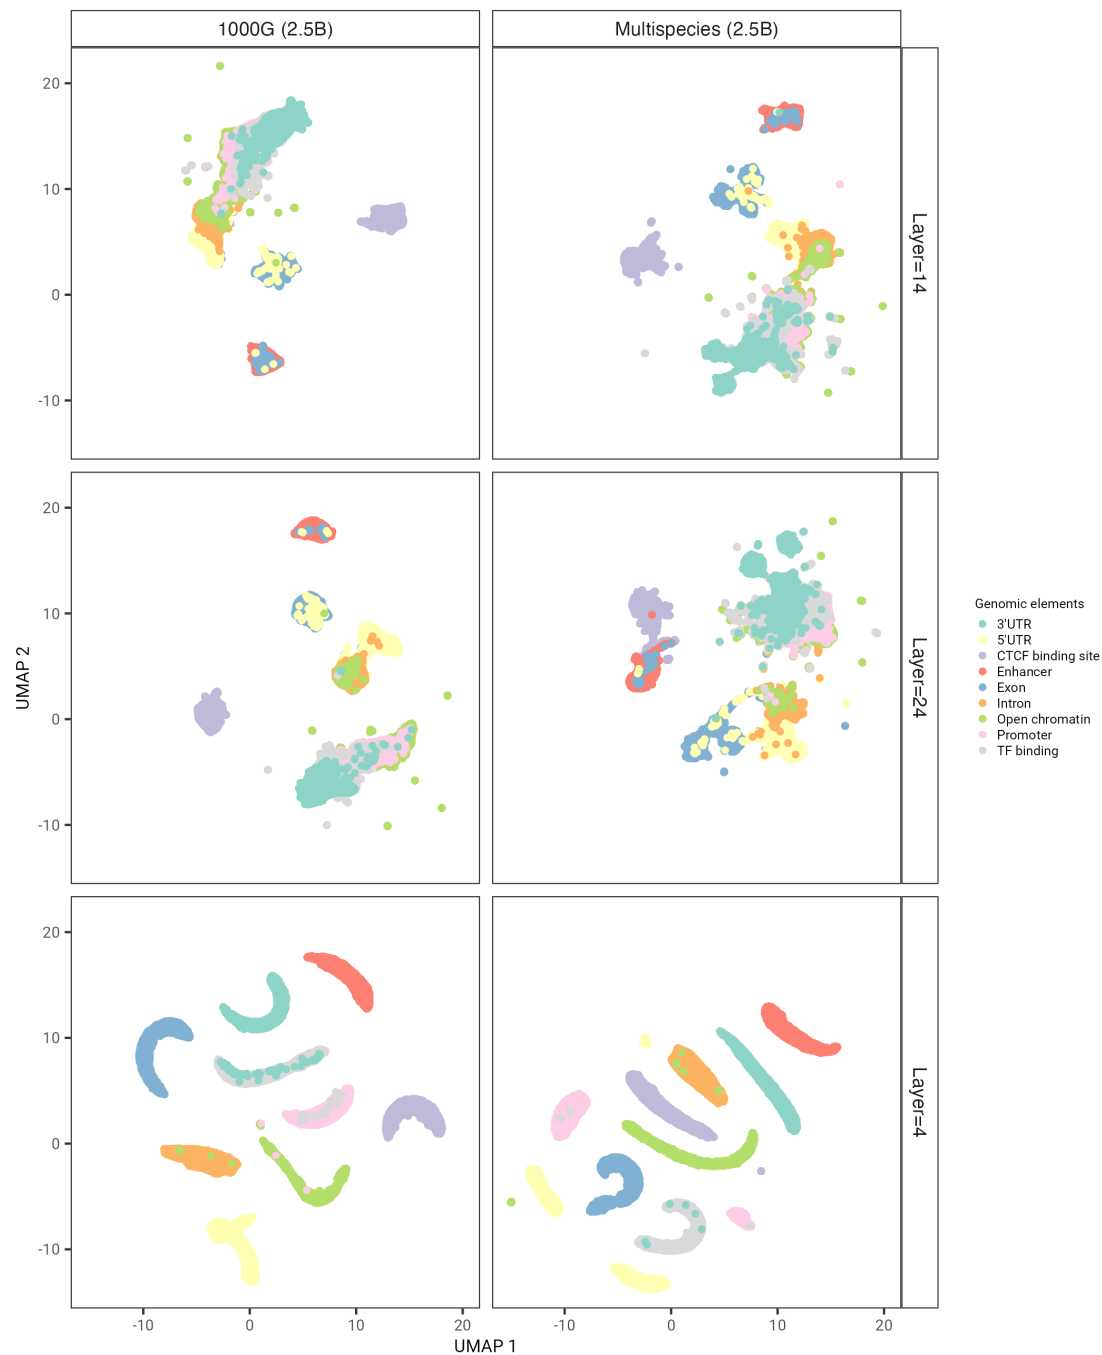 1000G (2.5B)
Multispecies (2.5B)
20
10
0
-10
Layer=14
20
10
0
-10
Layer=24
UMAP 2
Genomic elements
3'UTR
5'UTR
CTCF binding site
Enhancer
Exon
Intron
Open chromatin
Promoter
TF binding
20
10
0
-10
Layer=4
-10 0 10 20
-10 0 10 20
UMAP 1